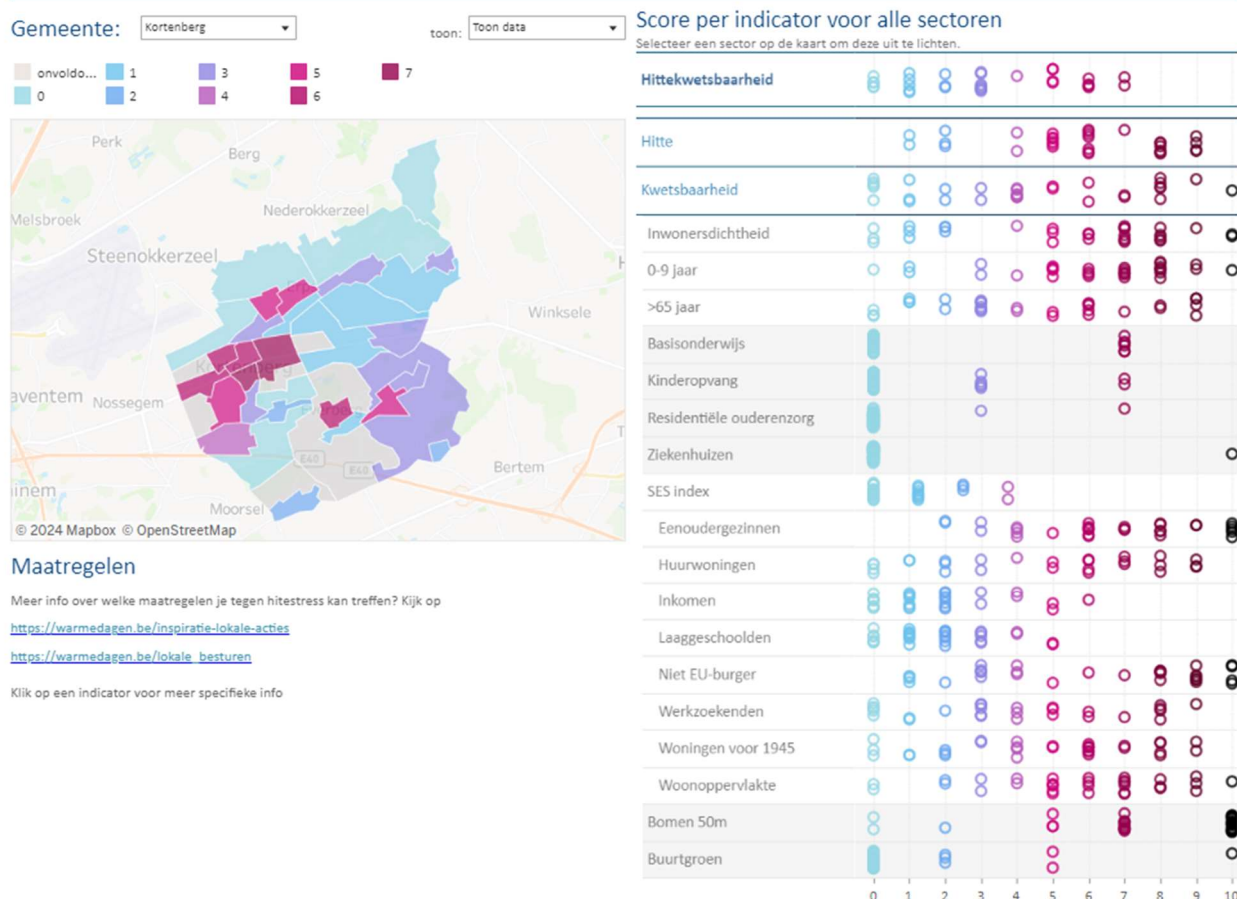 Gemeente:
Kortenberg
toon:
Toon data
onvoldo...
1
3
5
7
0
2
4
6
Perk
Berg
Melsbroek
Nederokkerzeel
Steenokkerzeel
Winksele
Nossegem
aventem
Bertem
Moorsel
E40
E40
© 2024 Mapbox © OpenStreetMap
Maatregelen
Meer info over welke maatregelen je tegen hitestress kan treffen? Kijk op
https://warmedagen.be/inspiratie-lokale-acties
https://warmedagen.be/lokale_besturen
Klik op een indicator voor meer specifieke info
Score per indicator voor alle sectoren
Selecteer een sector op de kaart om deze uit te lichten.
Hittekwetsbaarheid
Hitte
Kwetsbaarheid
Inwonersdichtheid
0-9 jaar
>65 jaar
Basisonderwijs
Kinderopvang
Residentiële ouderenzorg
Ziekenhuizen
SES index
Eenoudergezinnen
Huurwoningen
Inkomen
Laaggeschoolden
Niet EU-burger
Werkzoekenden
Woningen voor 1945
Woonoppervlakte
Bomen 50m
Buurtgroen
0 1 2 3 4 5 6 7 8 9 10